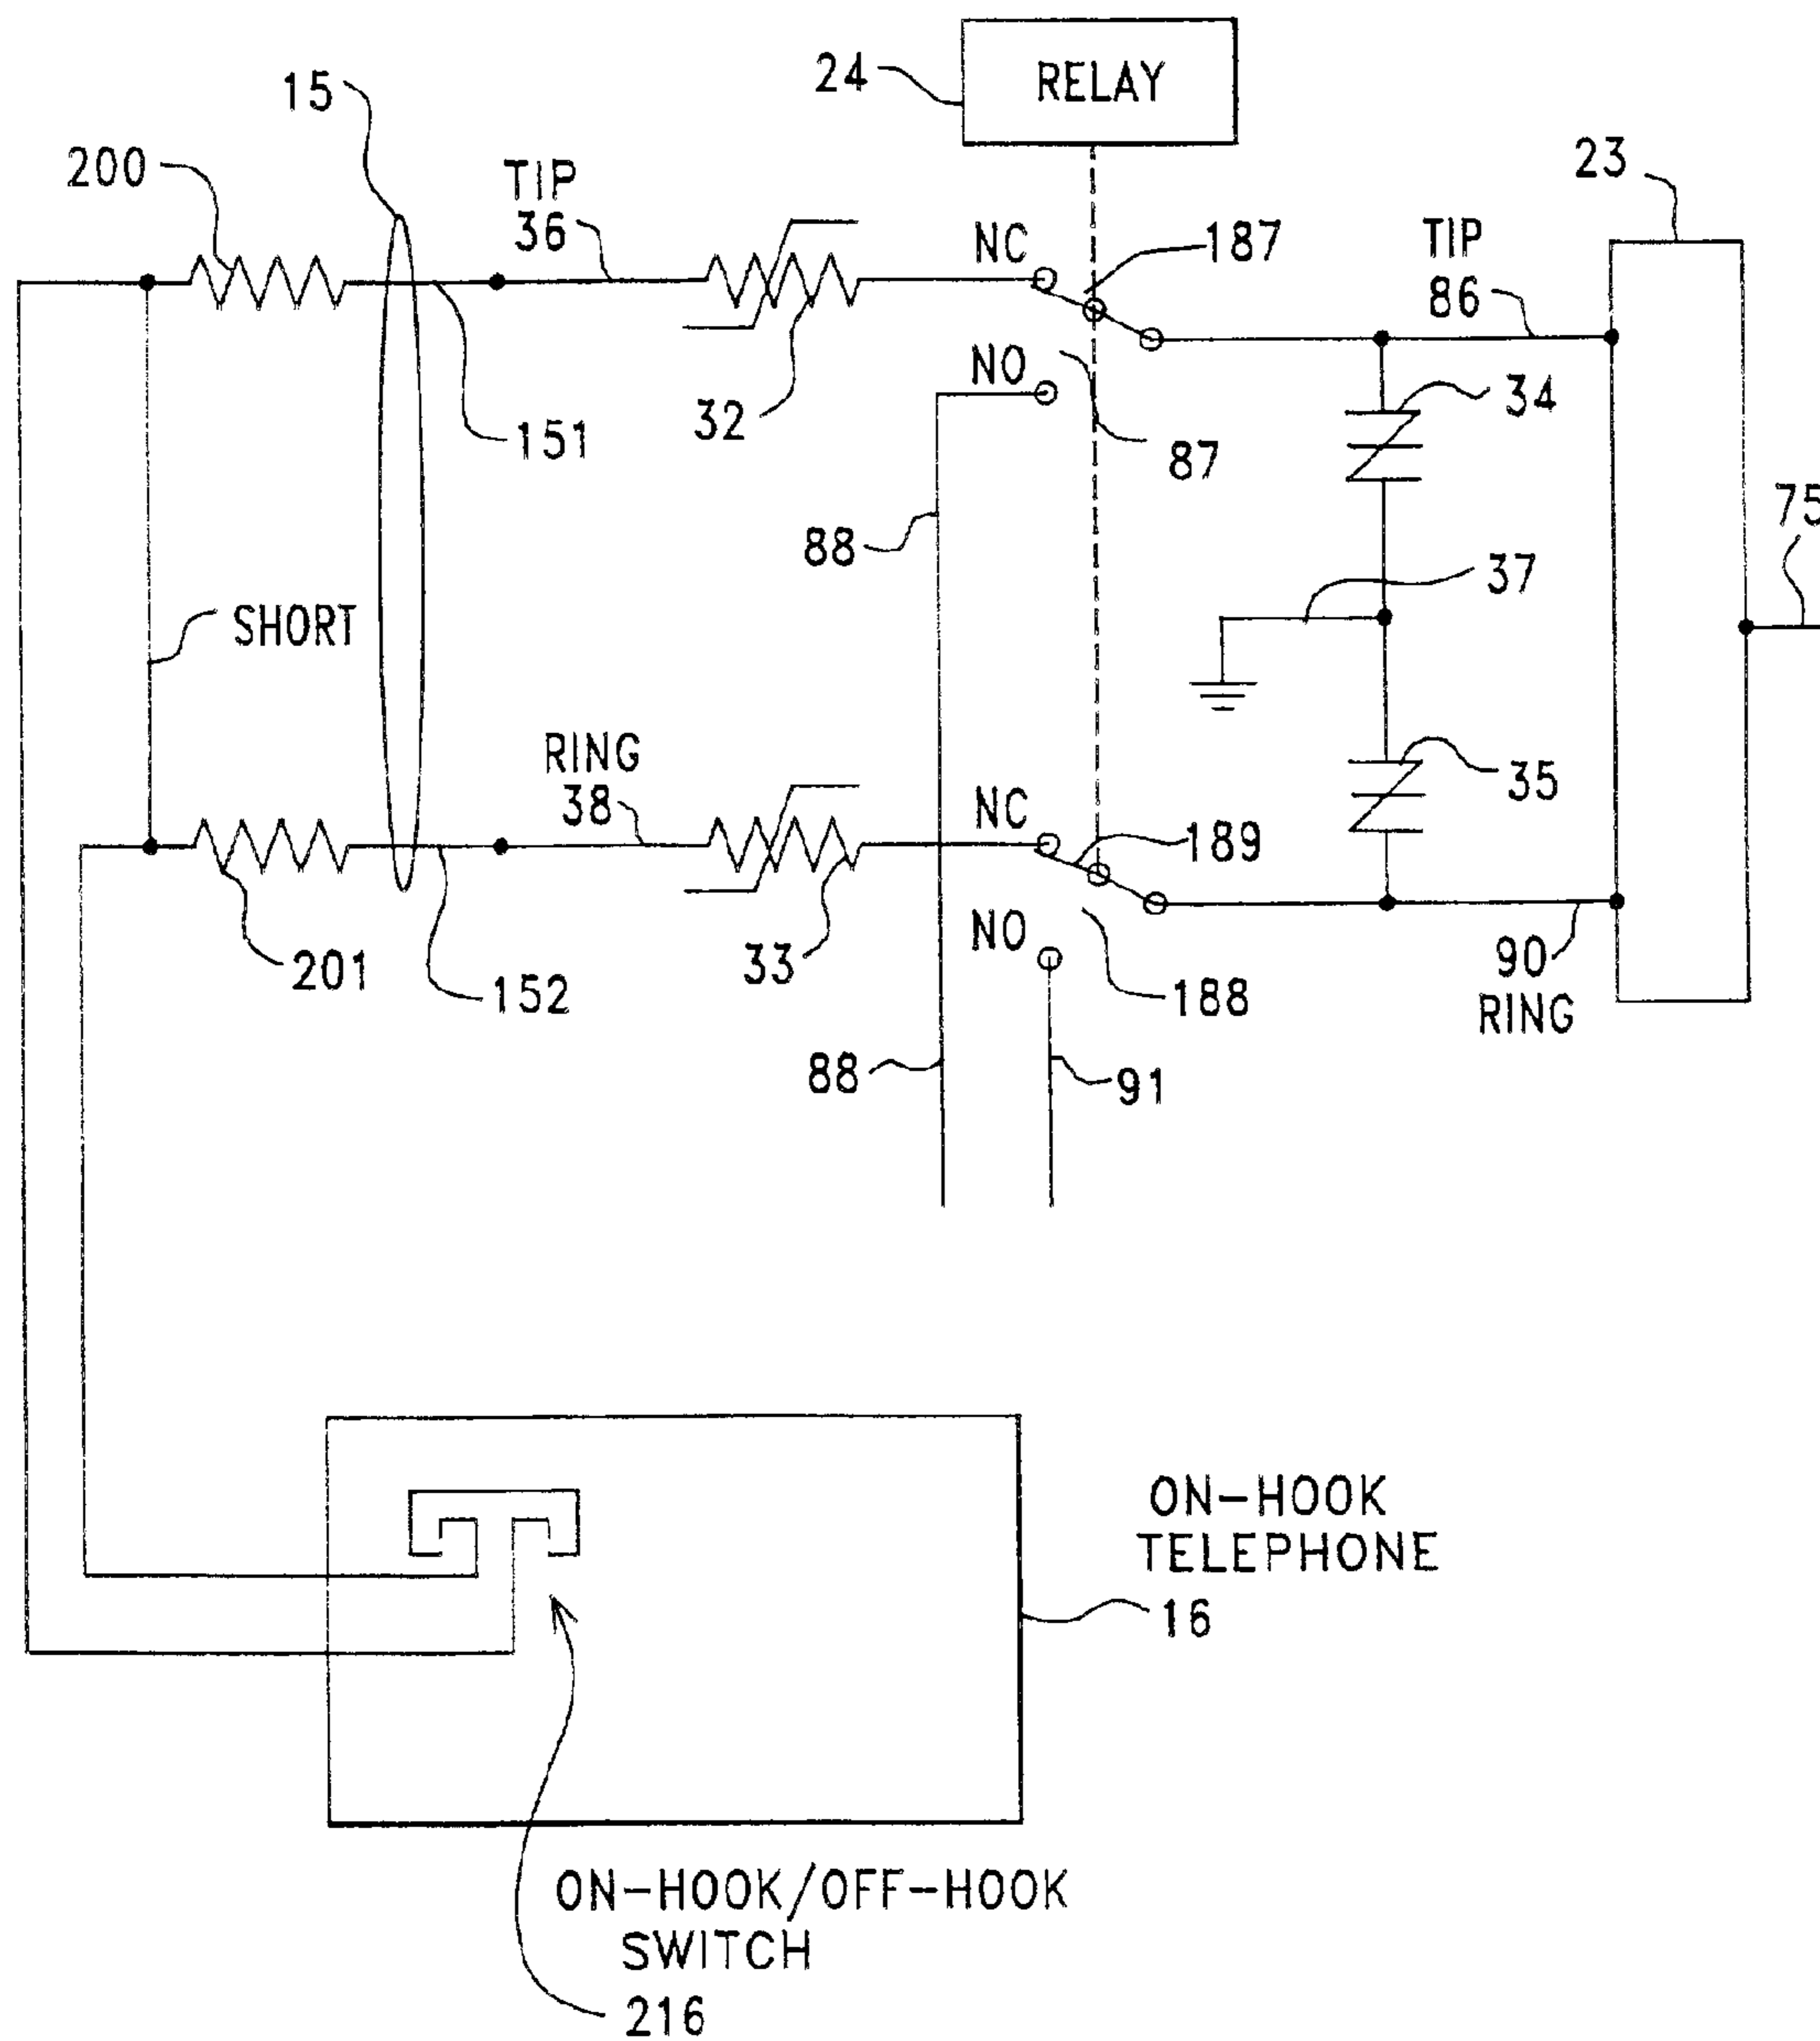 RELAY
24
15
200
TIP
36
23
NC
187
TIP
86
32
NO
34
151
87
75
88
37
SHORT
RING
38
NC
189
35
201
33
NO
152
188
90
RING
88
91
ON-HOOK
TELEPHONE
16
ON-HOOK/OFF-HOOK
SWITCH
216